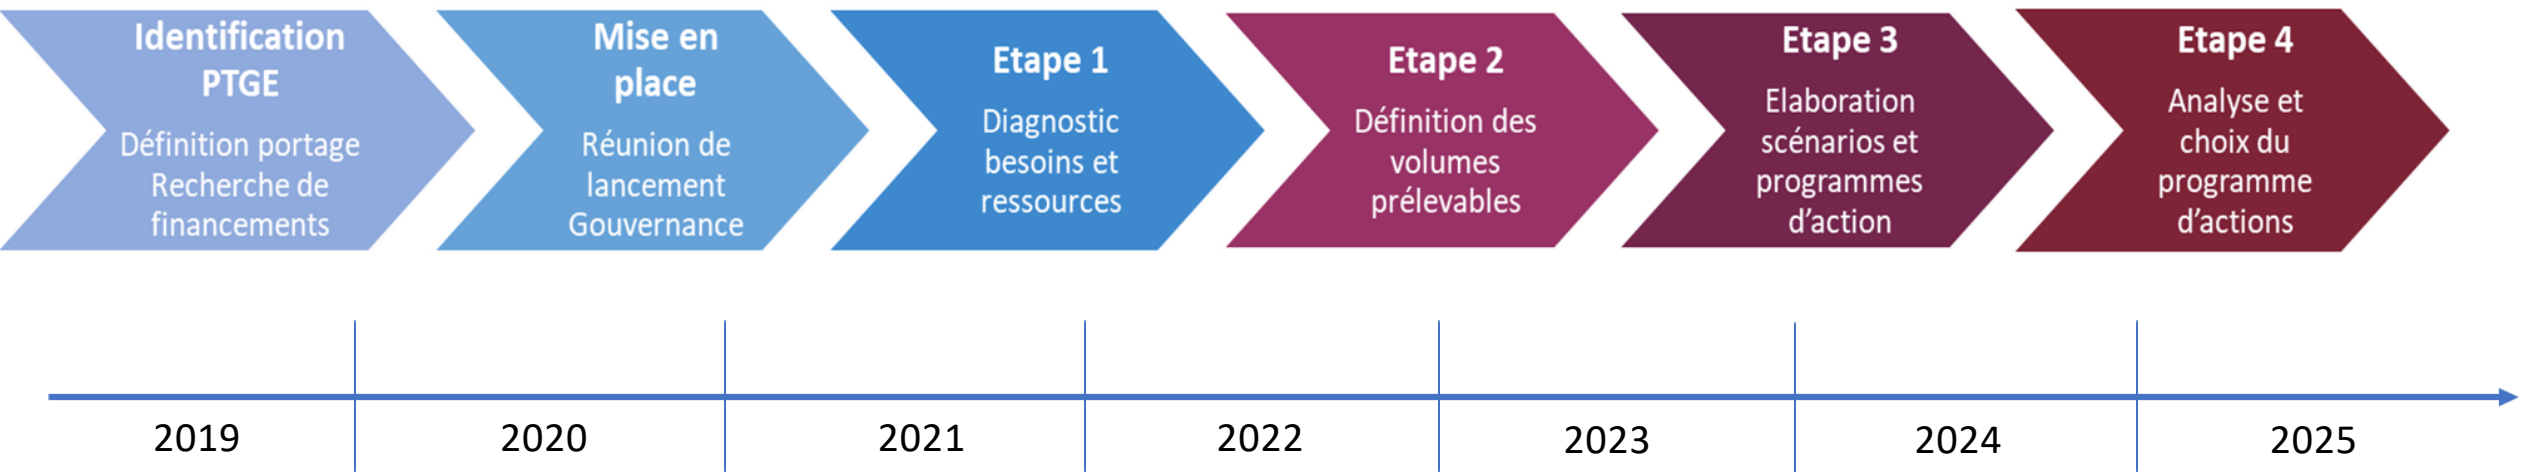 Identification
PTGE
Définition portage
Recherche de
financements
Mise en
place
Réunion de
lancement
Gouvernance
Etape 1
Diagnostic
besoins et
ressources
Etape 2
Définition des
volumes
prélevables
Etape 3
Elaboration
scénarios et
programmes
d’action
Etape 4
Analyse et
choix du
programme
d’actions
2019
2020
2021
2022
2023
2024
2025